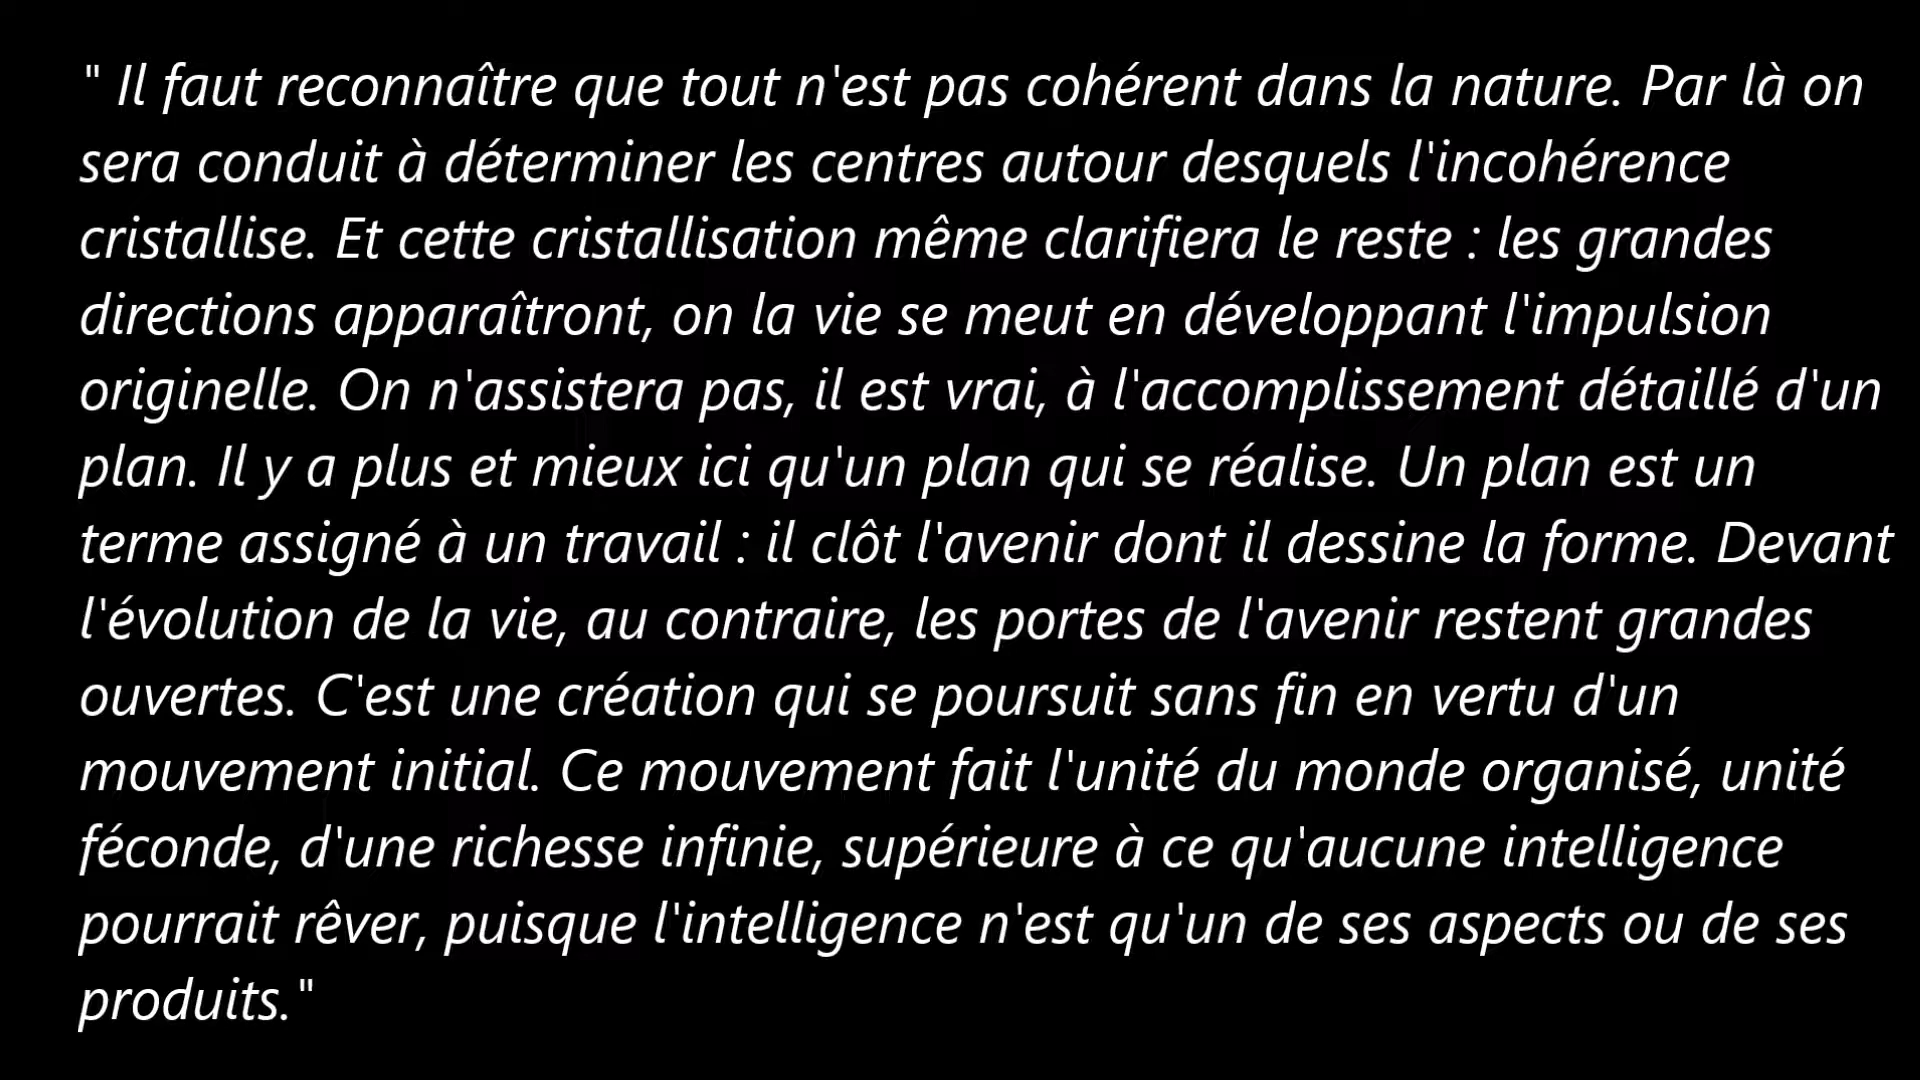 " Il faut reconnaître que tout n'est pas cohérent dans la nature. Par là on
sera conduit à déterminer les centres autour desquels l'incohérence
cristallise. Et cette cristallisation même clarifiera le reste : les grandes
directions apparaîtront, on la vie se meut en développant l'impulsion
originelle. On n'assistera pas, il est vrai, à l'accomplissement détaillé d'un
plan. Il y a plus et mieux ici qu'un plan qui se réalise. Un plan est un
terme assigné à un travail : il clôt l'avenir dont il dessine la forme. Devant
l'évolution de la vie, au contraire, les portes de l'avenir restent grandes
ouvertes. C'est une création qui se poursuit sans fin en vertu d'un
mouvement initial. Ce mouvement fait l'unité du monde organisé, unité
féconde, d'une richesse infinie, supérieure à ce qu'aucune intelligence
pourrait rêver, puisque l'intelligence n'est qu'un de ses aspects ou de ses
produits."